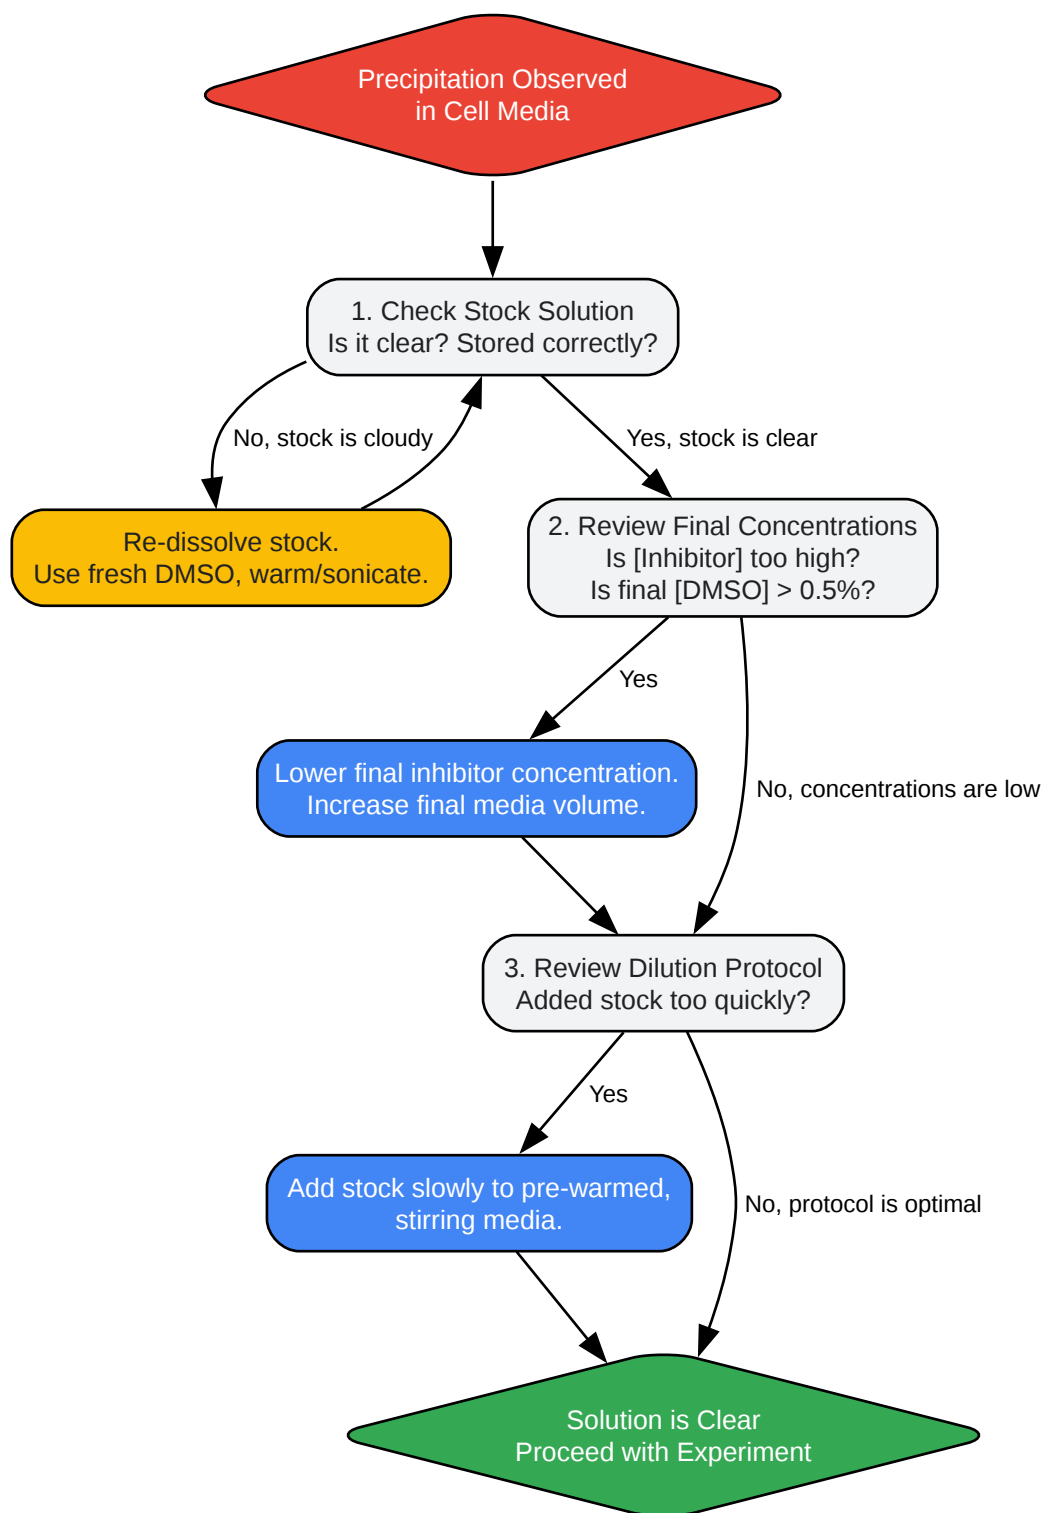 Precipitation Observed
in Cell Media
1. Check Stock Solution
Is it clear? Stored correctly?
No, stock is cloudy
Yes, stock is clear
Re-dissolve stock.
Use fresh DMSO, warm/sonicate.
2. Review Final Concentrations
Is [Inhibitor] too high?
Is final [DMSO] > 0.5%?
Yes
Lower final inhibitor concentration.
Increase final media volume.
No, concentrations are low
3. Review Dilution Protocol
Added stock too quickly?
Yes
Add stock slowly to pre-warmed,
stirring media.
No, protocol is optimal
Solution is Clear
Proceed with Experiment